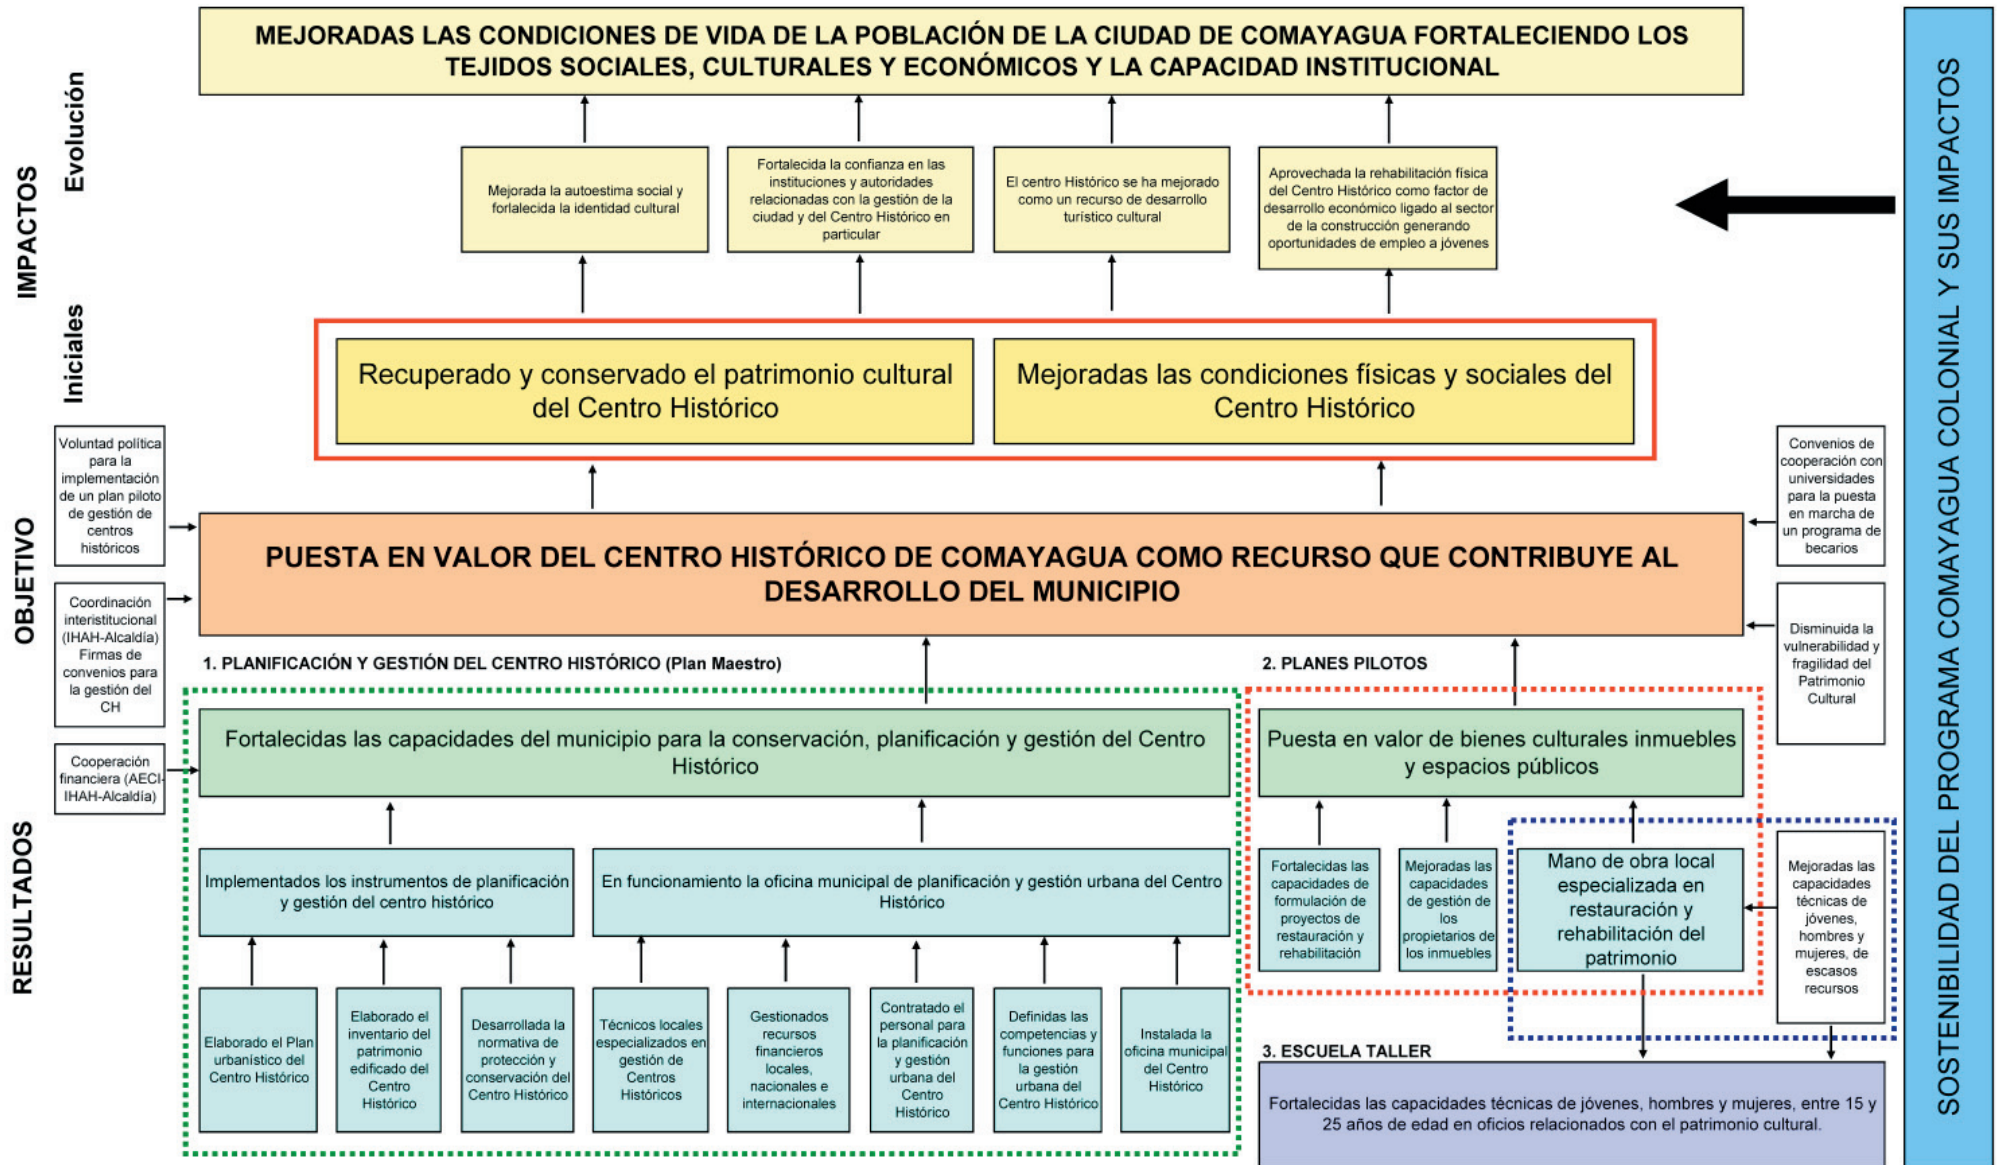 MEJORADAS LAS CONDICIONES DE VIDA DE LA POBLACIÓN DE LA CIUDAD DE COMAYAGUA FORTALECIENDO LOS
TEJIDOS SOCIALES, CULTURALES Y ECONÓMICOS Y LA CAPACIDAD INSTITUCIONAL
IMPACTOS
Evolución
Mejorada la autoestima social y
forlalecida la identidad cultural
Fortalecida la confianza en las
instituciones y autoridades
relacionadas con la gestión de la
ciudad y del Centro Histórico en
particular
El centro Histórico se ha mejorado
como un recurso de desarrollo
turístico cultural
Aprovechada la rehabilitación física
del Centro Histórico como factor de
desarrollo económico ligado al sector
de la construcción generando
oportunidades de empleo a jóvenes
Iniciales
Recuperado y conservado el patrimonio cultural
del Centro Histórico
Mejoradas las condiciones físicas y sociales del
Centro Histórico
OBJETIVO
Voluntad política
para la
implementación
de un plan piloto
de gestión de
centros
históricos
Coordinación
interistitucional
(IHAH-Alcaldía)
Firmas de
convenios para
la gestión del
CH
Cooperación
financiera (AECI-
IHAH-Alcaldía)
PUESTA EN VALOR DEL CENTRO HISTÓRICO DE COMAYAGUA COMO RECURSO QUE CONTRIBUYE AL
DESARROLLO DEL MUNICIPIO
Convenios de
cooperación con
universidades
para la puesta
en marcha de
un programa de
becarios
Disminuida la
vulnerabilidad y
fragilidad del
Patrimonio
Cultural
RESULTADOS
1. PLANIFICACIÓN Y GESTIÓN DEL CENTRO HISTÓRICO (Plan Maestro)
Fortalecidas las capacidades del municipio para la conservación, planificación y gestión del Centro
Histórico
Implementados los instrumentos de planificación
y gestión del centro histórico
En funcionamiento la oficina municipal de planificación y gestión urbana del Centro
Histórico
Elaborado el Plan
urbanístico del
Centro Histórico
Elaborado el
inventario del
patrimonio
edificado del
Centro
Histórico
Desarrollada la
normativa de
protección y
conservación del
Centro Histórico
Técnicos locales
especializados en
gestión de
Centros
Históricos
Gestionados
recursos
financieros
locales,
nacionales e
internacionales
Contratado el
personal para
la planificación
y gestión
urbana del
Centro
Histórico
Definidas las
competencias y
funciones para
la gestión
urbana del
Centro Histórico
Instalada la
oficina municipal
del Centro
Histórico
2. PLANES PILOTOS
Puesta en valor de bienes culturales inmuebles
y espacios públicos
Fortalecidas las
capacidades de
formulación de
proyectos de
restauración y
rehabilitación
Mejoradas las
capacidades
de gestión de
los
propietarios de
los inmuebles
Mano de obra local
especializada en
restauración y
rehabilitación del
patrimonio
Mejoradas las
capacidades
técnicas de
jóvenes,
hombres y
mujeres, de
escasos
recursos
3. ESCUELA TALLER
Fortalecidas las capacidades técnicas de jóvenes, hombres y mujeres, entre 15 y
25 años de edad en oficios relacionados con el patrimonio cultural.
SOSTENIBILIDAD DEL PROGRAMA COMAYAGUA COLONIAL Y SUS IMPACTOS